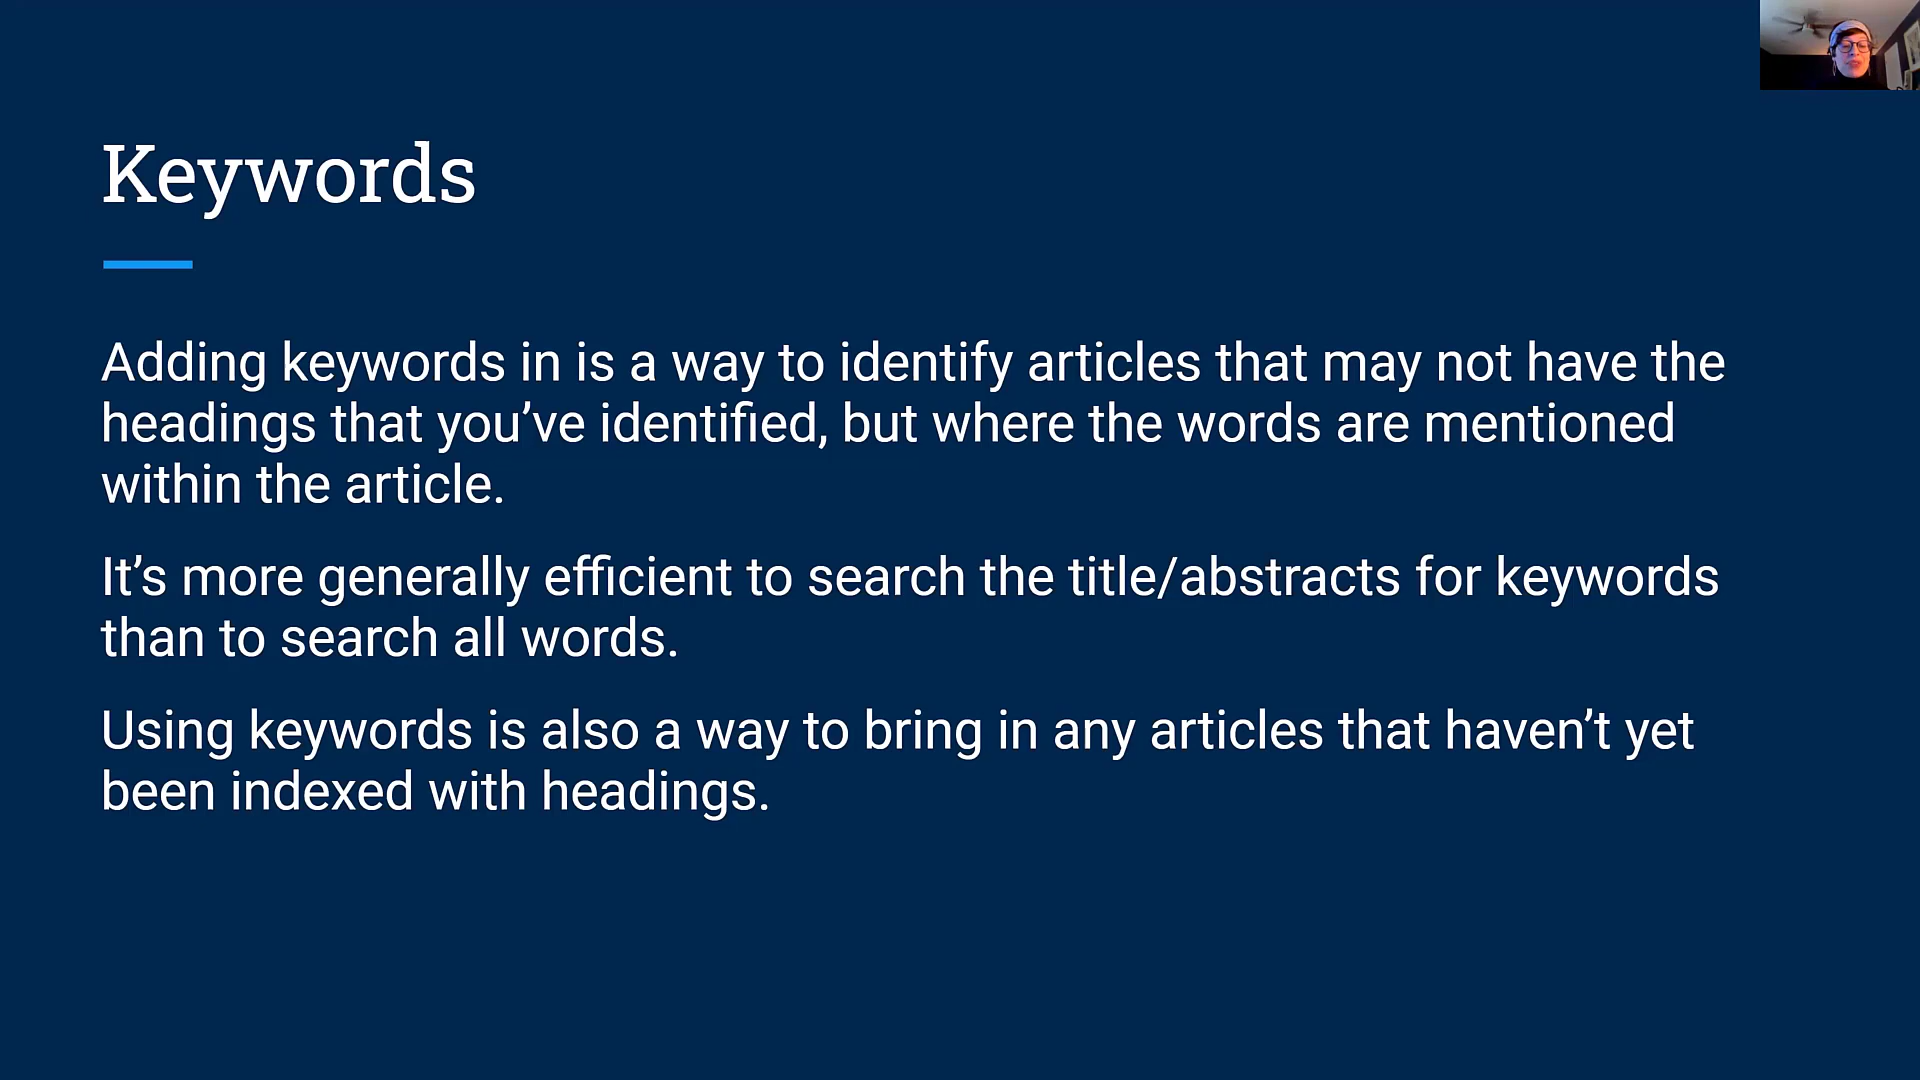 Keywords
Adding keywords in is a way to identify articles that may not have the
headings that you’ve identified, but where the words are mentioned
within the article.
It’s more generally efficient to search the title/abstracts for keywords
than to search all words.
Using keywords is also a way to bring in any articles that haven’t yet
been indexed with headings.